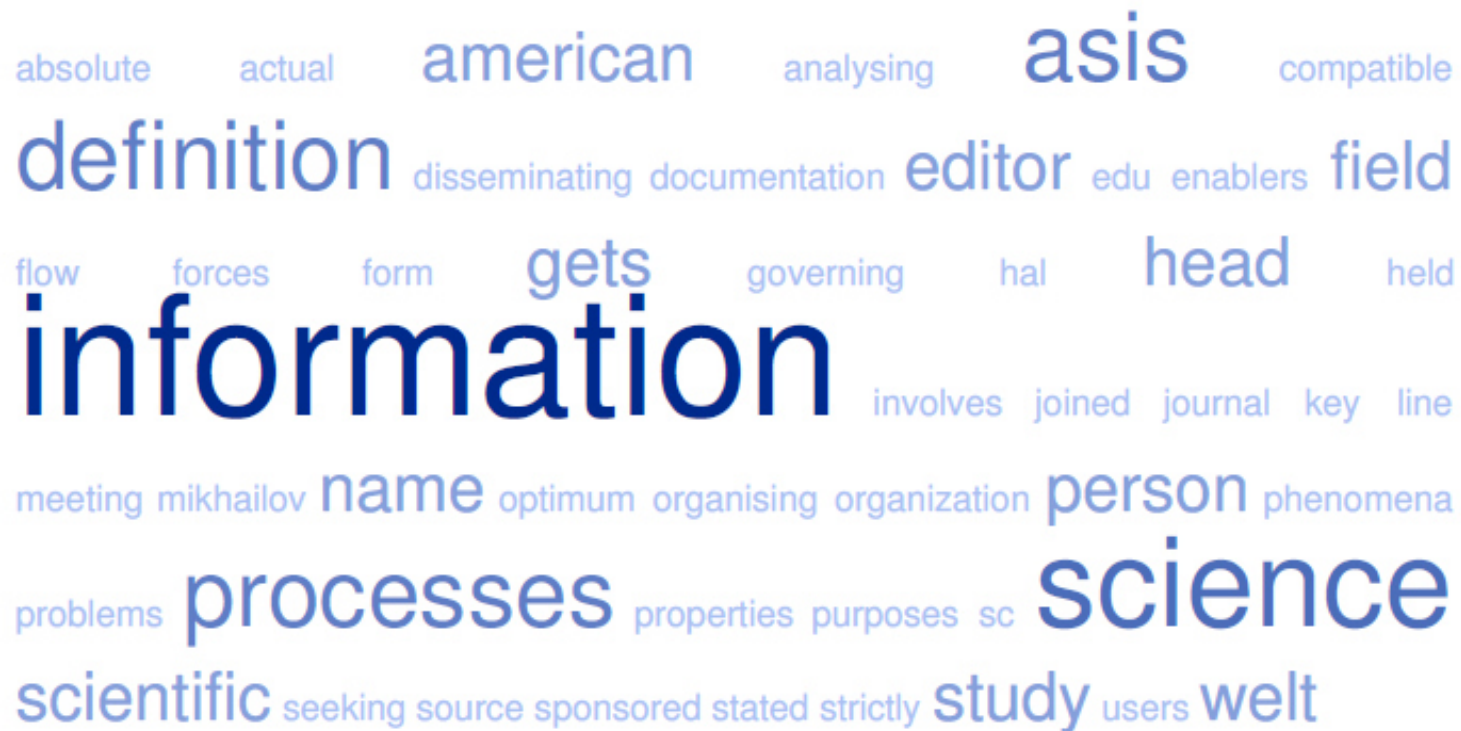 absolute actual american analysing asis compatible
definition disseminating documentation editor edu enablers field
flow forces form gets governing hal head held
information involves joined journal key line
meeting mikhailov name optimum organising organization person phenomena
problems processes properties purposes sc science
scientific seeking source sponsored stated strictly study users welt